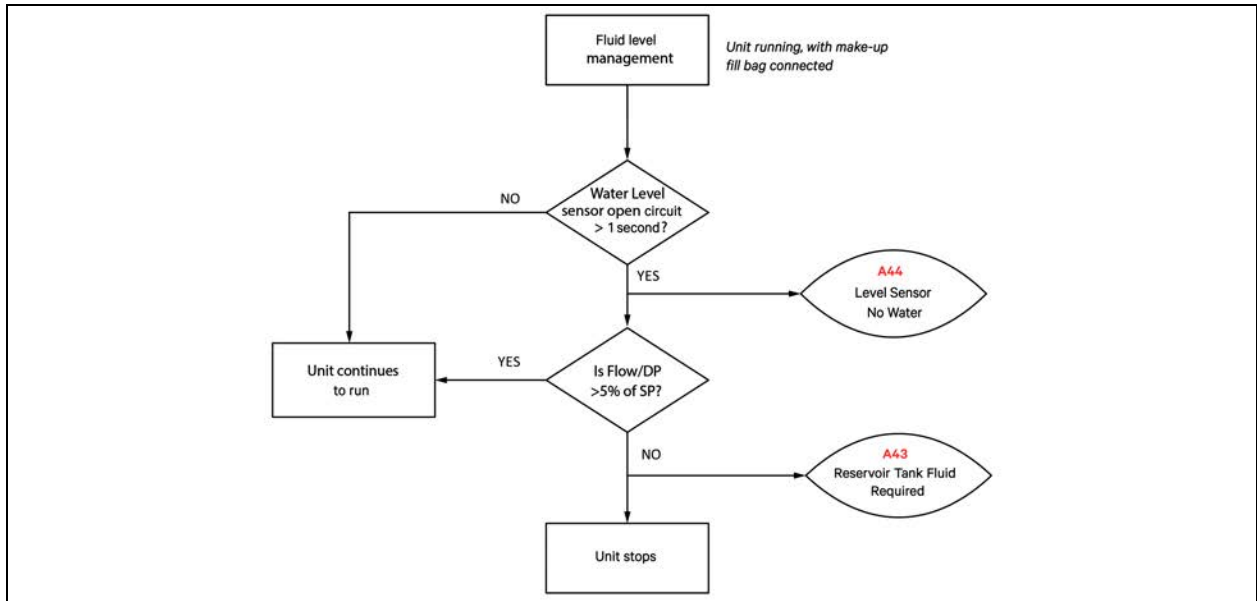 Fluid level
management
Unit running, with make-up
fill bag connected
Water Level
sensor open circuit
> 1 second?
NO
YES
A44
Level Sensor
No Water
Unit continues
to run
YES
Is Flow/DP
>5% of SP?
NO
A43
Reservoir Tank Fluid
Required
Unit stops